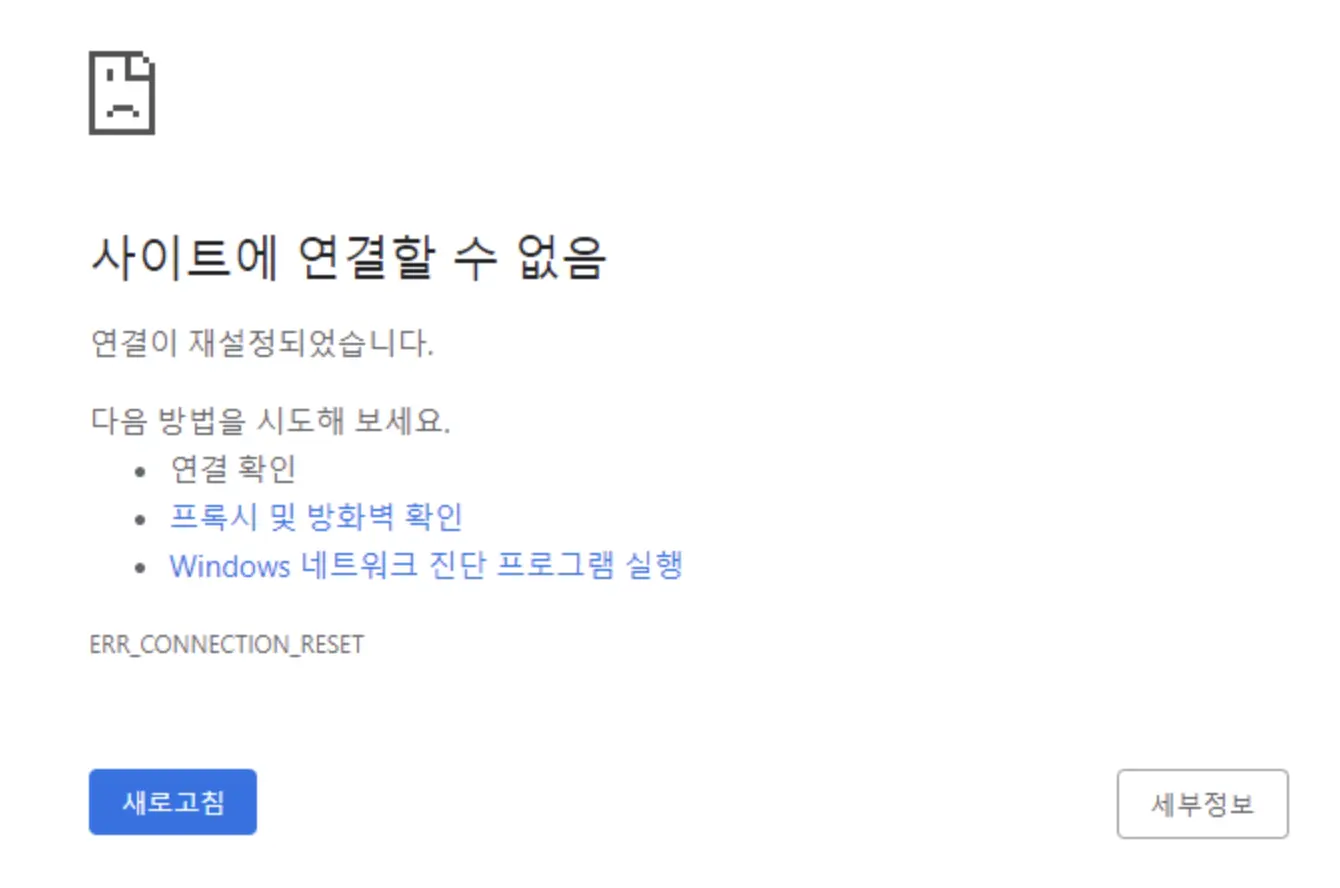 사이트에 연결할 수 없음
연결이 재설정되었습니다.
다음 방법을 시도해 보세요.
• 연결 확인
• 프록시 및 방화벽 확인
• Windows 네트워크 진단 프로그램 실행
ERR_CONNECTION_RESET
새로고침
세부정보